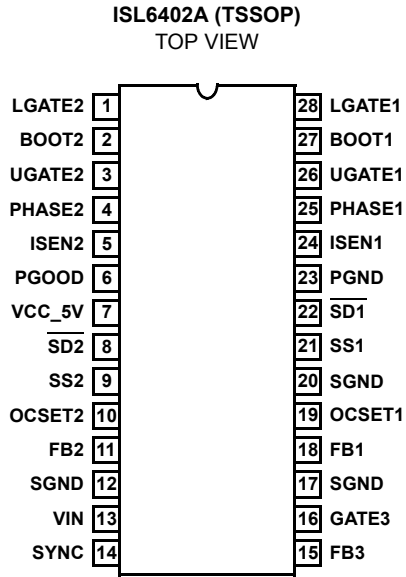 ISL6402A (TSSOP)
TOP VIEW
LGATE2 1 28 LGATE1
BOOT2 2 27 BOOT1
UGATE2 3 26 UGATE1
PHASE2 4 25 PHASE1
ISEN2 5 24 ISEN1
PGOOD 6 23 PGND
VCC_5V 7 22 S̅D̅1̅
S̅D̅2̅ 8 21 SS1
SS2 9 20 SGND
OCSET2 10 19 OCSET1
FB2 11 18 FB1
SGND 12 17 SGND
VIN 13 16 GATE3
SYNC 14 15 FB3